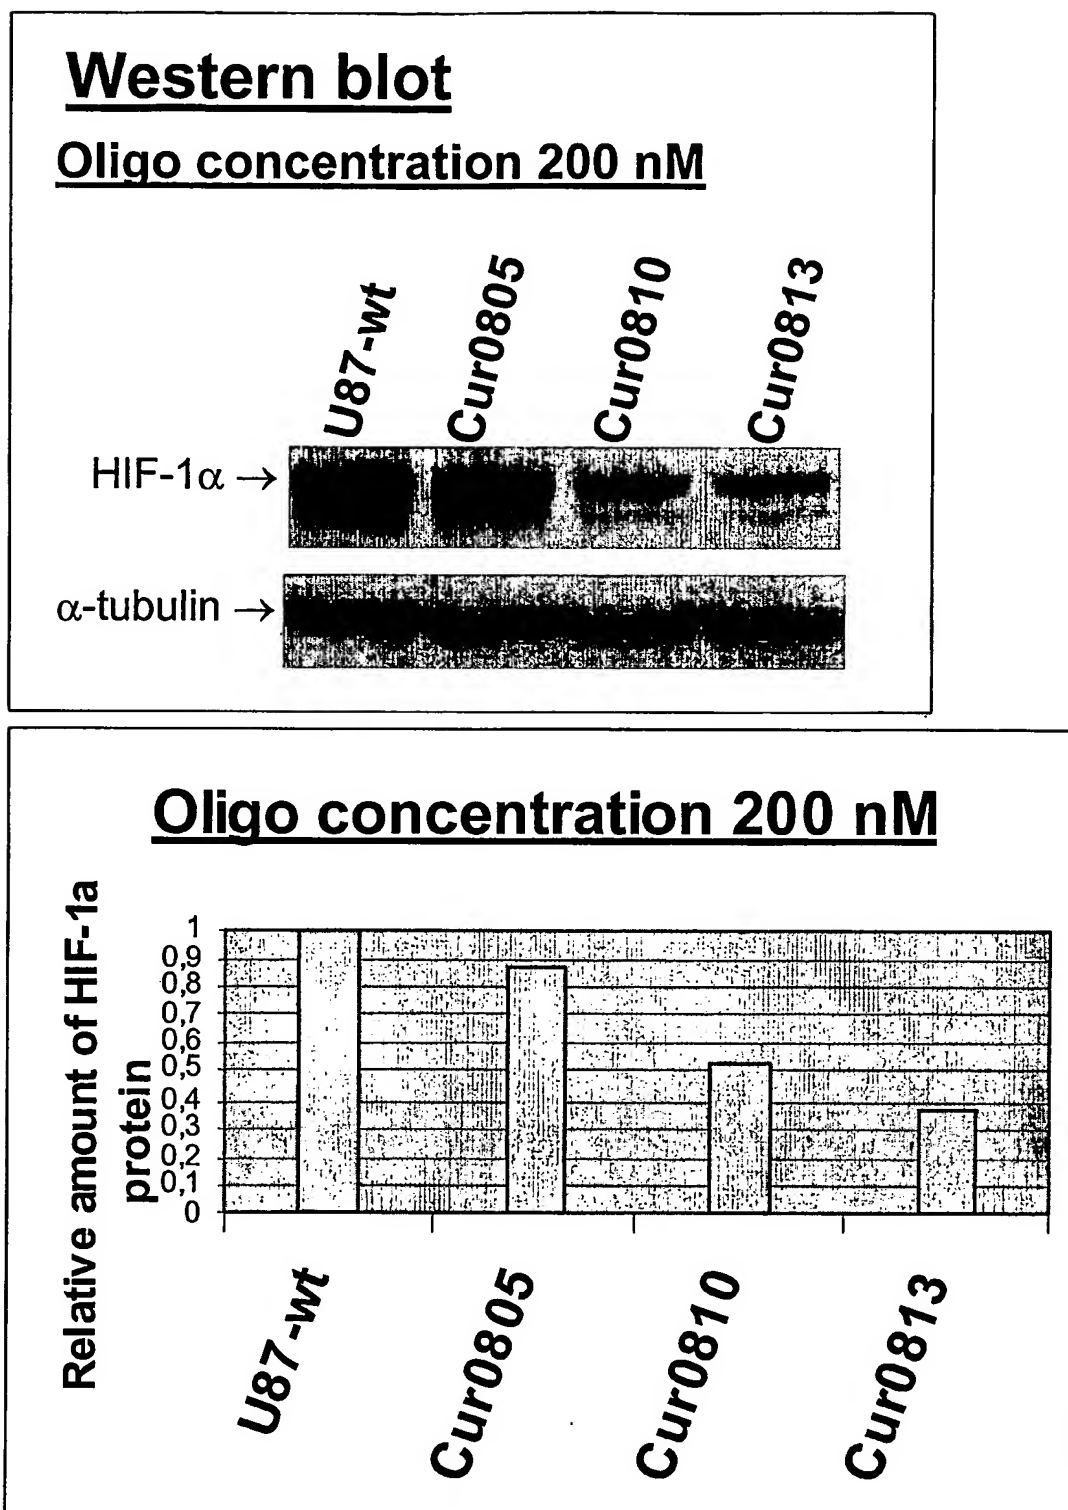 Western blot
Oligo concentration 200 nM
U87-wt
Cur0805
Cur0810
Cur0813
HIF-1α →
α-tubulin →
Oligo concentration 200 nM
Relative amount of HIF-1a
protein
1
0,9
0,8
0,7
0,6
0,5
0,4
0,3
0,2
0,1
0
U87-wt
Cur0805
Cur0810
Cur0813